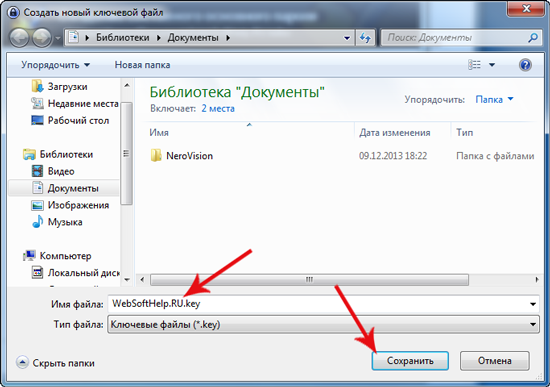 Создать новый ключевой файл
Библиотеки ▸ Документы ▸
Поиск: Документы
Упорядочить Новая папка
Загрузки
Недавние места
Рабочий стол
Библиотеки
Видео
Документы
Изображения
Музыка
Компьютер
Локальный диск
Библиотека "Документы"
Включает: 2 места
Упорядочить: Папка
Имя Дата изменения Тип
NeroVision 09.12.2013 18:22 Папка с файлами
Имя файла: WebSoftHelp.RU.key
Тип файла: Ключевые файлы (*.key)
Скрыть папки Сохранить Отмена